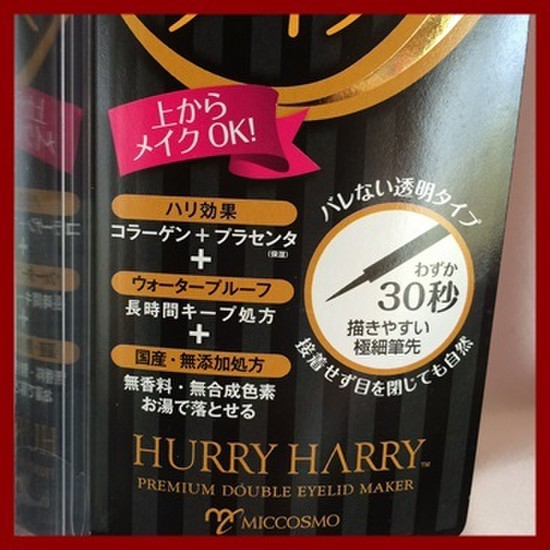 上から
メイクOK!
ハリ効果
コラーゲン+プラセンタ
(保湿)
+
ウォータープルーフ
長時間キープ処方
+
国産・無添加処方
無香料・無合成色素
お湯で落とせる
バレない透明タイプ
わずか
30秒
描きやすい
極細筆先
接着せず目を閉じても自然
HURRY HARRY™
PREMIUM DOUBLE EYELID MAKER
MICCOSMO